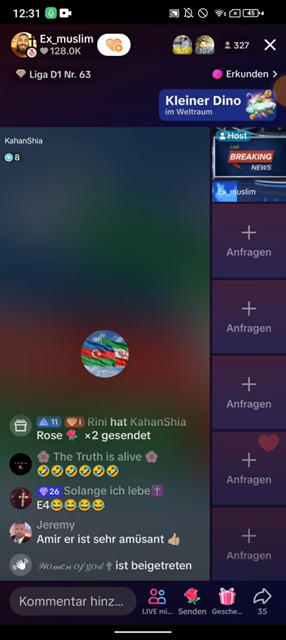 12:31
45
Ex_muslim
128.0K
327
Liga D1 Nr. 63
Erkunden
Kleiner Dino
im Weltraum
KahanShia
8
Host
LIVE
BREAKING
NEWS
Ex_muslim
Anfragen
Anfragen
Anfragen
Anfragen
Anfragen
11 1 Rini hat KahanShia
Rose 🌹 ×2 gesendet
🌸 The Truth is alive 🌸
🤣🤣🤣🤣🤣🤣
26 Solange ich lebe✝️
E4😂😂😂😂
Jeremy
Amir er ist sehr amüsant 👍🏼
𝓦𝓸𝓶𝓮𝓷 𝓸𝓯 𝓰𝓸𝓭 ✝ ist beigetreten
Kommentar hinz...
LIVE mi...
Senden
Gesche...
35